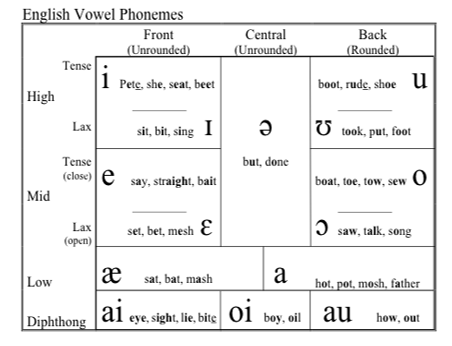 English Vowel Phonemes
Front Central Back
(Unrounded) (Unrounded) (Rounded)
Tense i Pete, she, seat, beet boot, rude, shoe u
High
Lax sit, bit, sing I ə ʊ took, put, foot
but, done
Tense
(close) e say, straight, bait boat, toe, tow, sew o
Mid
Lax set, bet, mesh ɛ ɔ saw, talk, song
(open)
Low æ sat, bat, mash a hot, pot, mosh, father
Diphthong ai eye, sight, lie, bite oi boy, oil au how, out